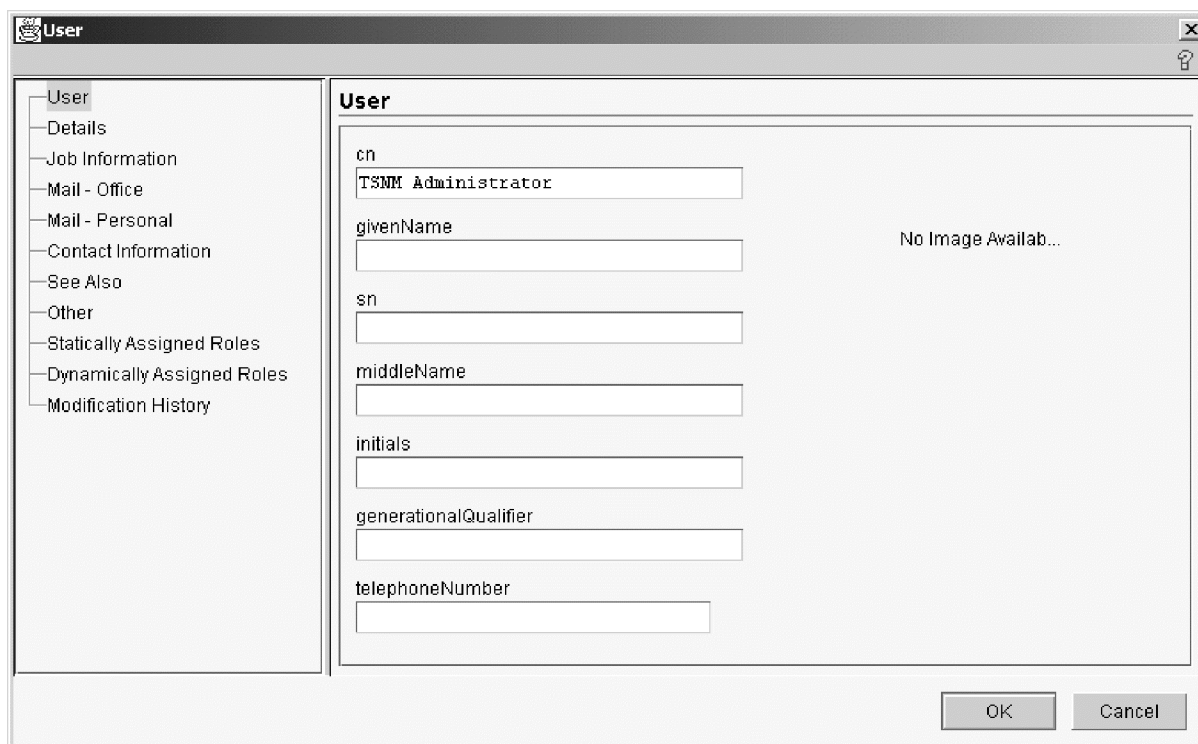 User
User
Details
Job Information
Mail - Office
Mail - Personal
Contact Information
See Also
Other
Statically Assigned Roles
Dynamically Assigned Roles
Modification History
User
cn
TSNM Administrator
givenName
No Image Availab...
sn
middleName
initials
generationalQualifier
telephoneNumber
OK Cancel